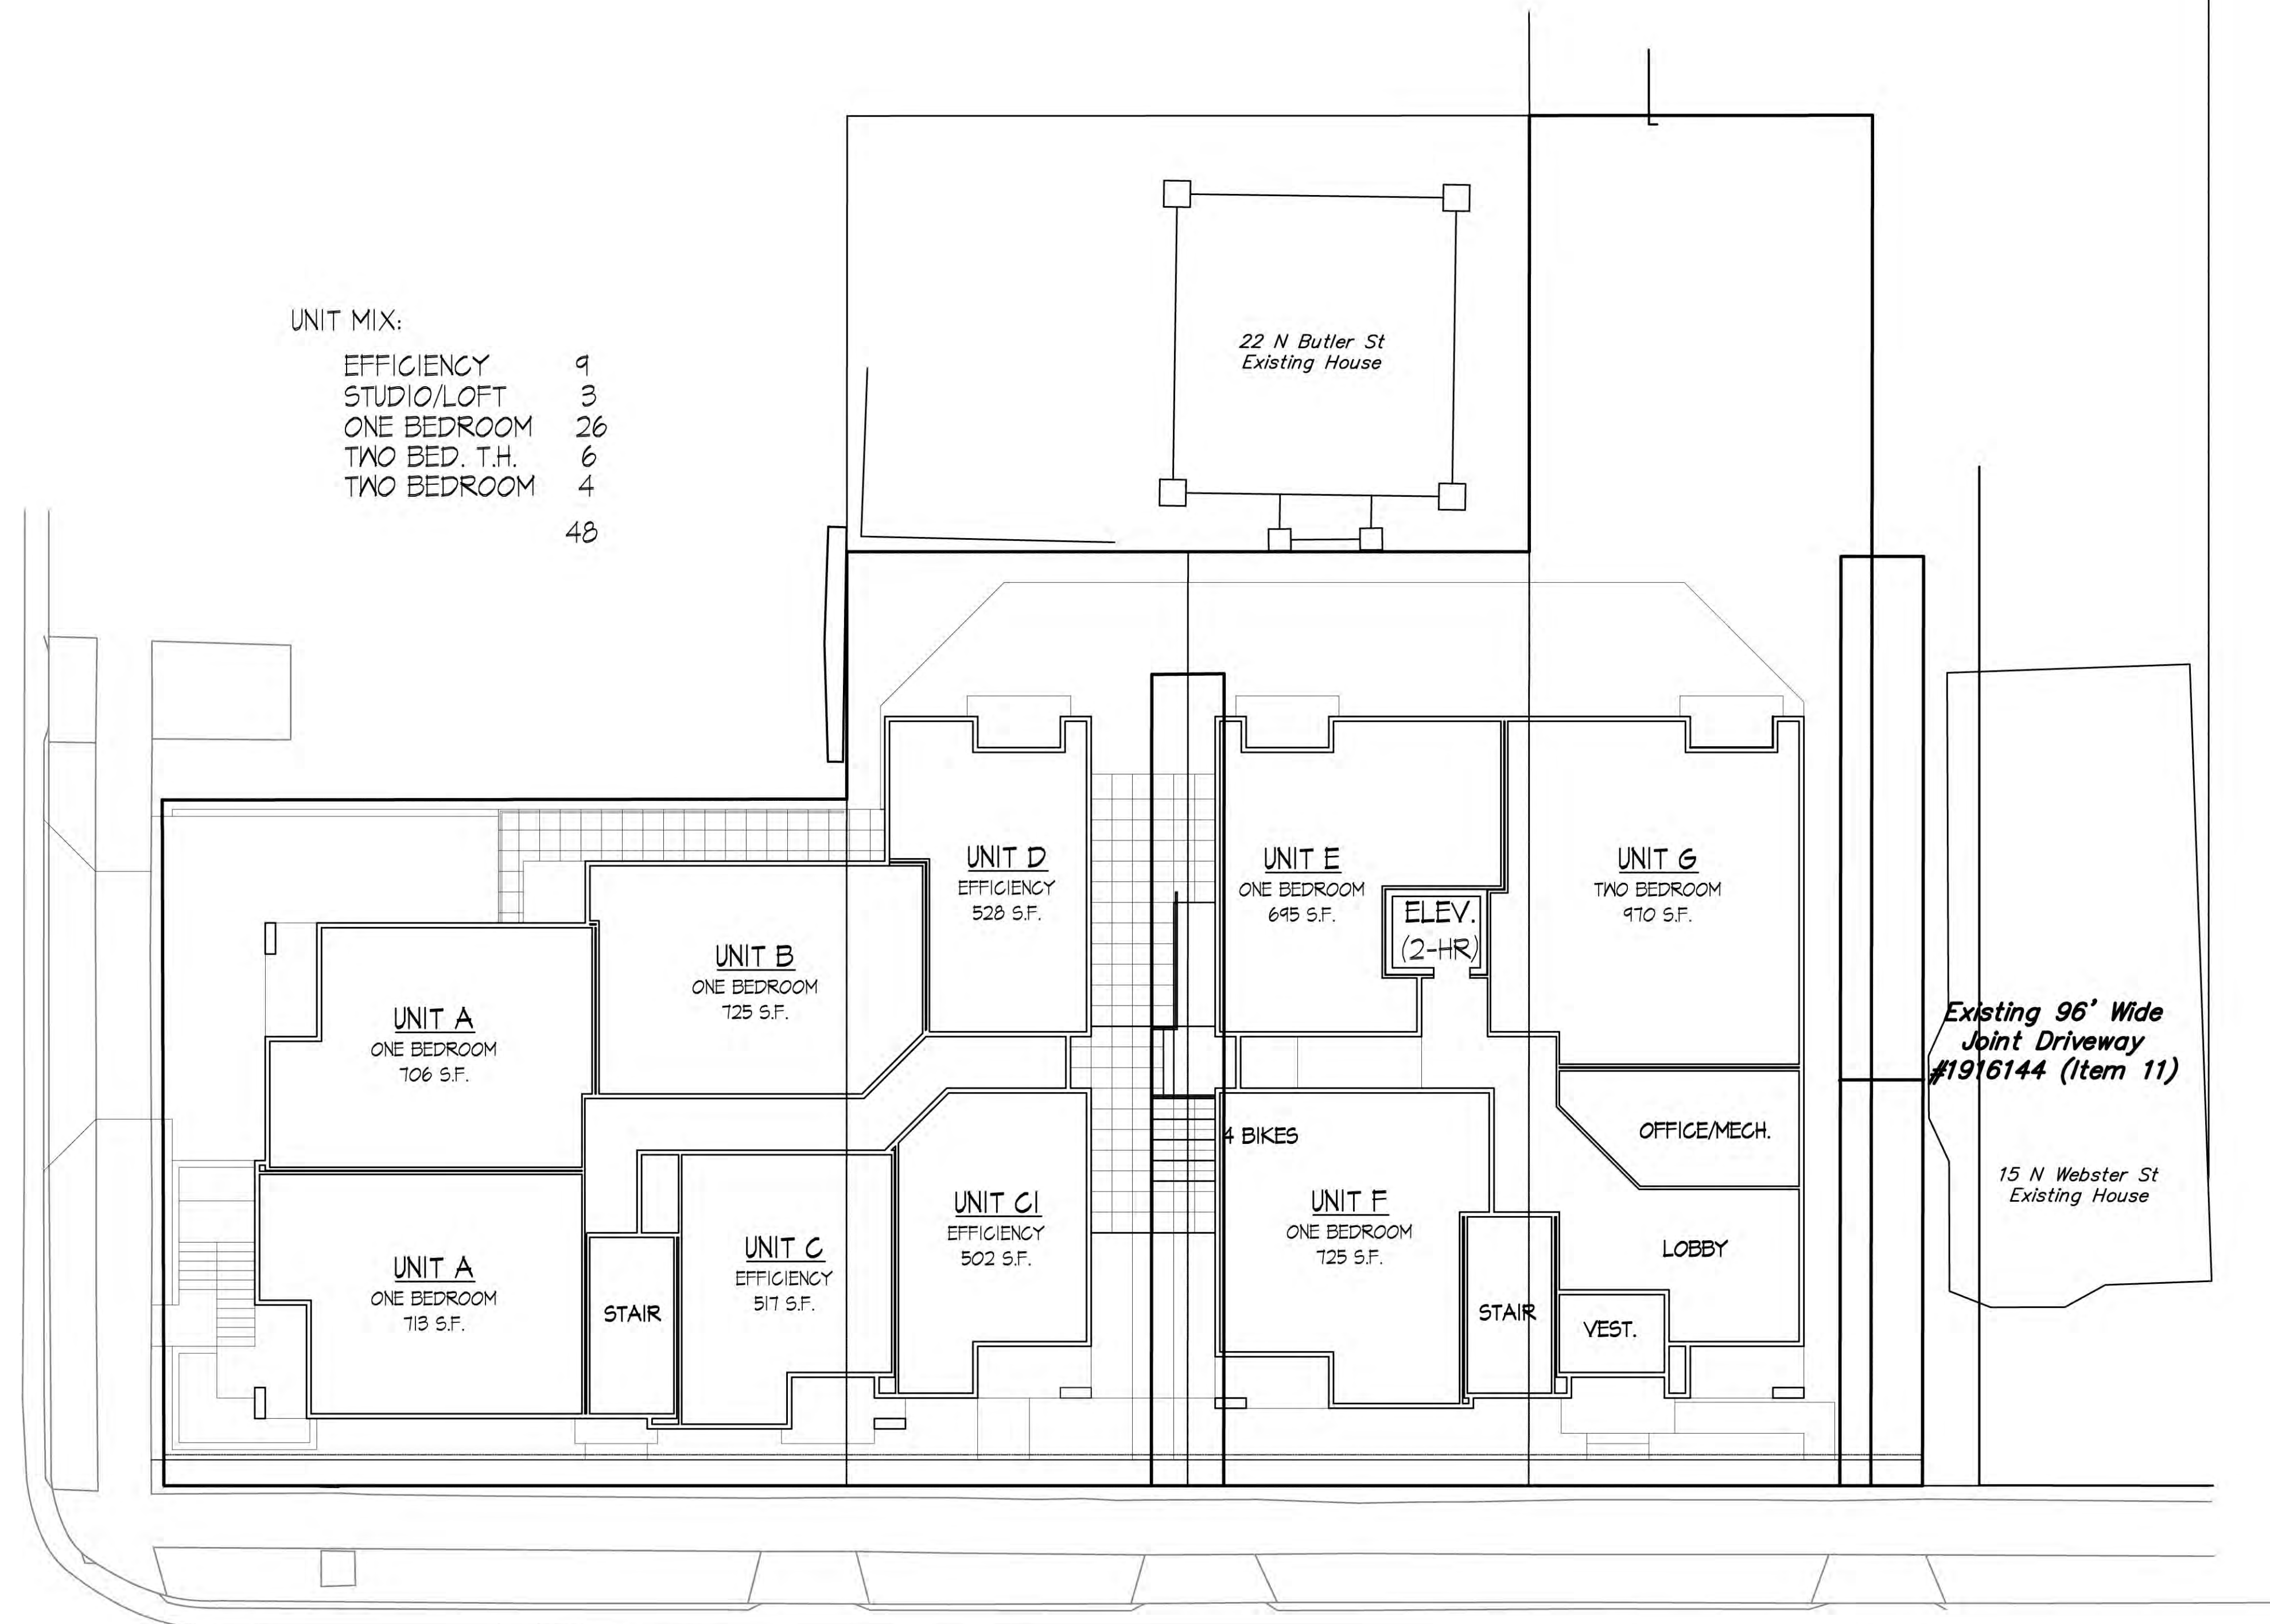 UNIT MIX:
EFFICIENCY 9
STUDIO/LOFT 3
ONE BEDROOM 26
TWO BED. T.H. 6
TWO BEDROOM 4
48
22 N Butler St
Existing House
UNIT D
EFFICIENCY
528 S.F.
UNIT E
ONE BEDROOM
695 S.F.
ELEV.
(2-HR)
UNIT G
TWO BEDROOM
970 S.F.
UNIT B
ONE BEDROOM
725 S.F.
UNIT A
ONE BEDROOM
706 S.F.
Existing 96' Wide
Joint Driveway
#1916144 (Item 11)
4 BIKES
OFFICE/MECH.
15 N Webster St
Existing House
UNIT A
ONE BEDROOM
713 S.F.
STAIR
UNIT C
EFFICIENCY
517 S.F.
UNIT C1
EFFICIENCY
502 S.F.
UNIT F
ONE BEDROOM
725 S.F.
STAIR
LOBBY
VEST.